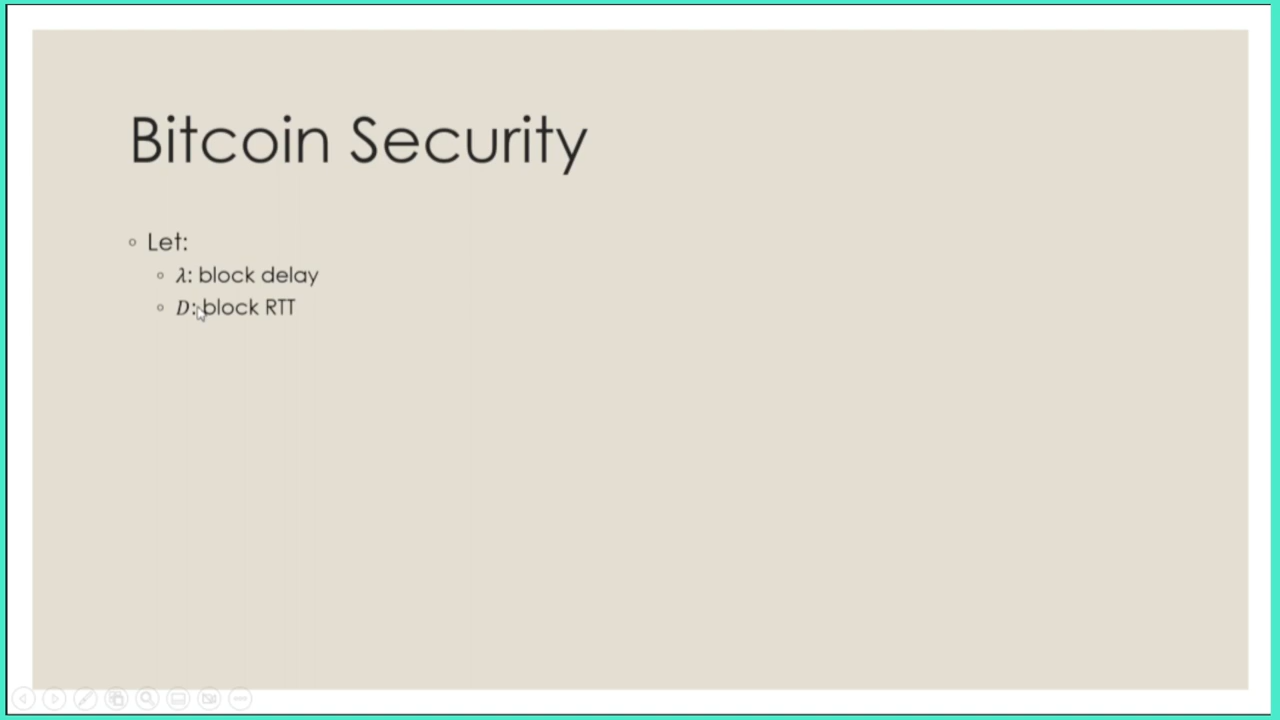 Bitcoin Security
◦ Let:
◦ λ: block delay
◦ D: block RTT